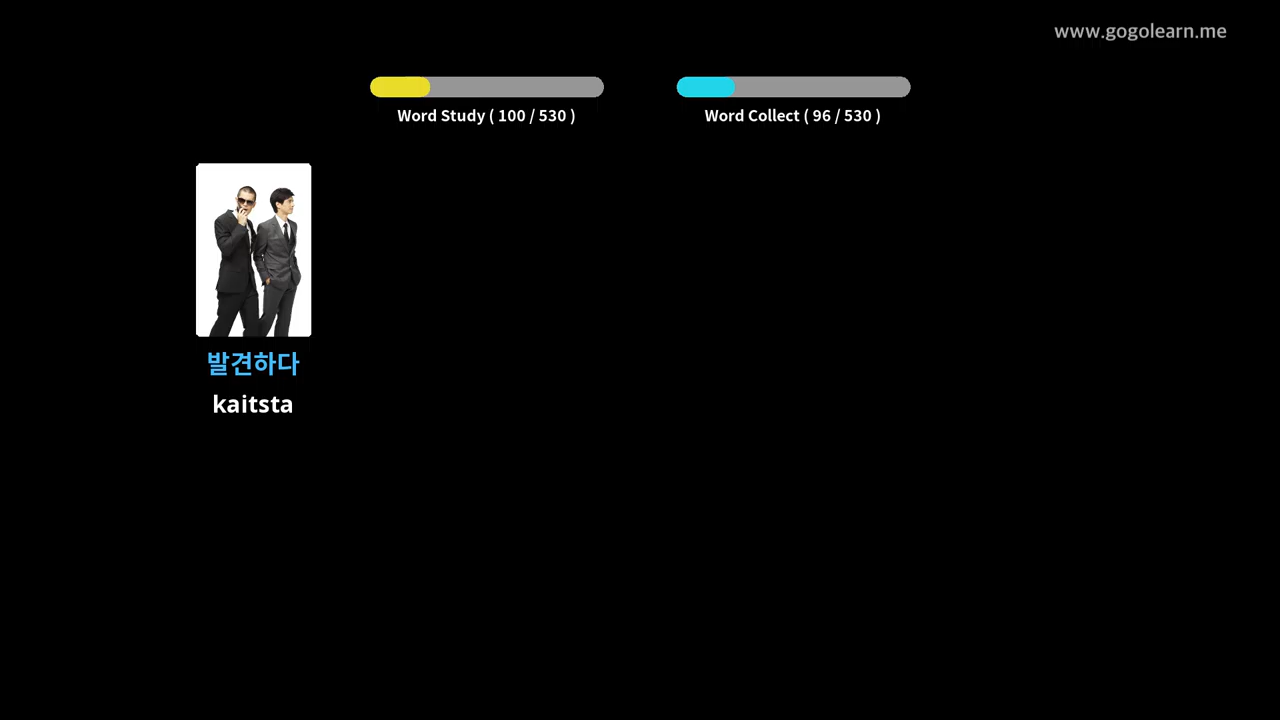 www.gogolearn.me
Word Study ( 100 / 530 )
Word Collect ( 96 / 530 )
발견하다
kaitsta